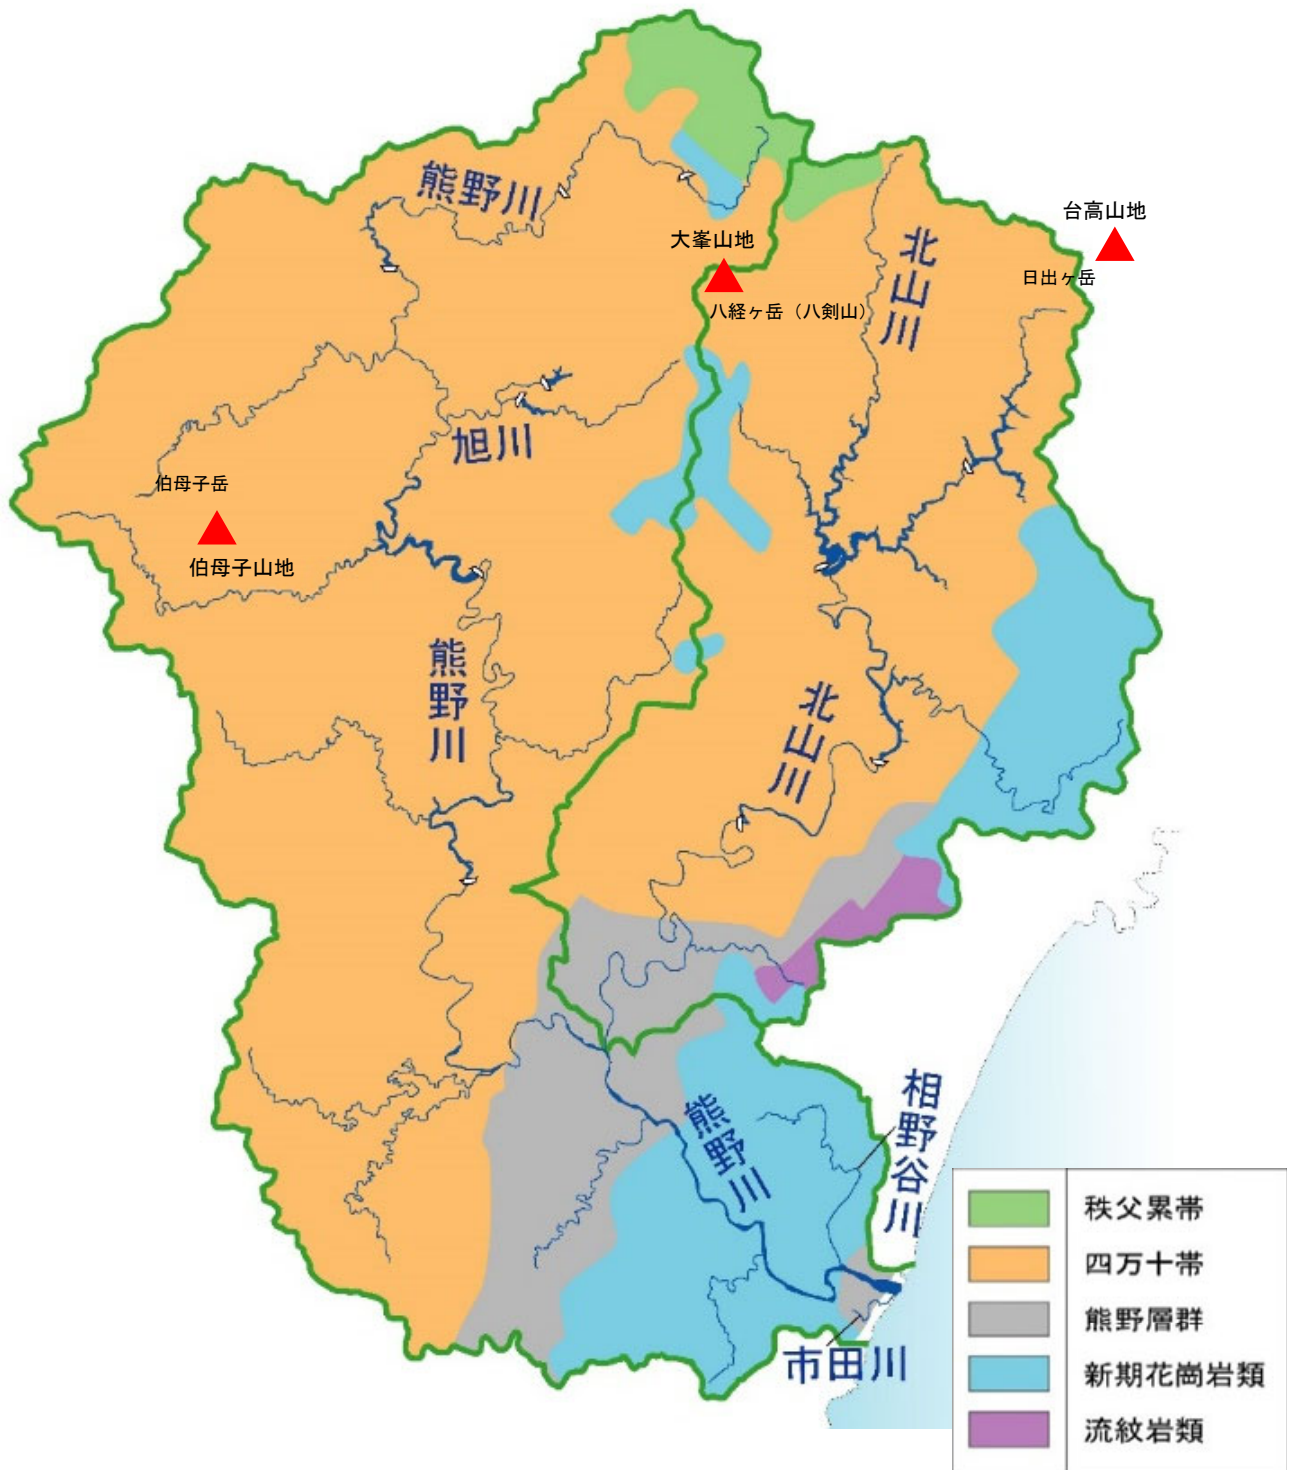 熊野川
台高山地
大峯山地
北山川
日出ヶ岳
八経ヶ岳（八剣山）
旭川
伯母子岳
伯母子山地
熊野川
北山川
熊野川
相野谷川
市田川
秩父累帯
四万十帯
熊野層群
新期花崗岩類
流紋岩類